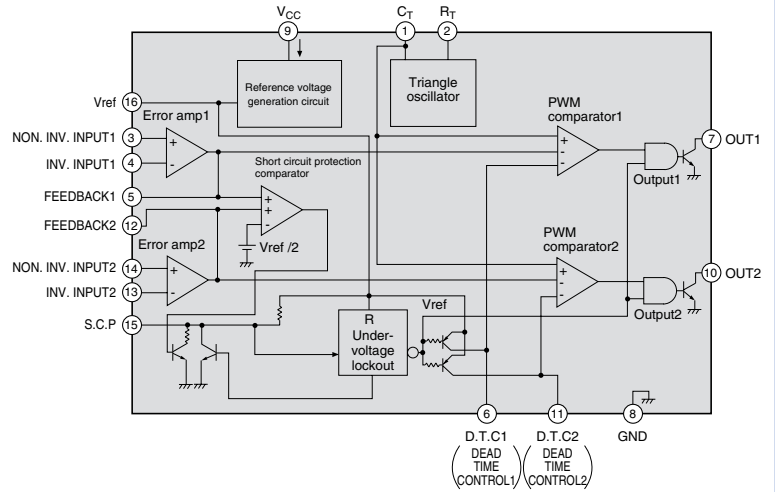 VCC
CT
RT
9
1
2
Reference voltage
generation circuit
Triangle
oscillator
Vref
16
Error amp1
PWM
comparator1
NON. INV. INPUT1
3
+
-
+
-
-
7
OUT1
INV. INPUT1
4
Short circuit protection
comparator
Output1
FEEDBACK1
5
+
+
-
FEEDBACK2
12
Vref /2
Error amp2
PWM
comparator2
NON. INV. INPUT2
14
+
-
+
-
-
10
OUT2
INV. INPUT2
13
Output2
S.C.P
15
R
Under-
voltage
lockout
Vref
6
11
8
D.T.C1
D.T.C2
GND
(DEAD
TIME
CONTROL1)
(DEAD
TIME
CONTROL2)